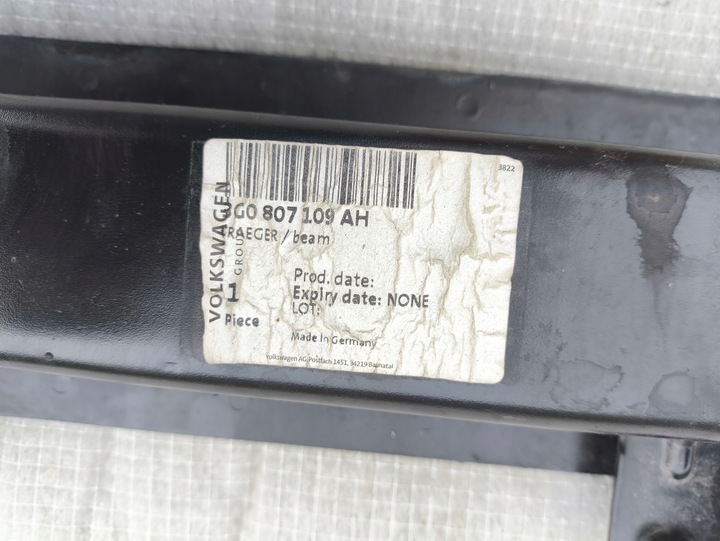 3822
VOLKSWAGEN
GROUP
3G0 807 109 AH
TRAEGER / beam
Prod. date:
1
Expiry date: NONE
LOT:
Piece
Made In Germany
Volkswagen AG Postfach 1451, 34219 Baunatal